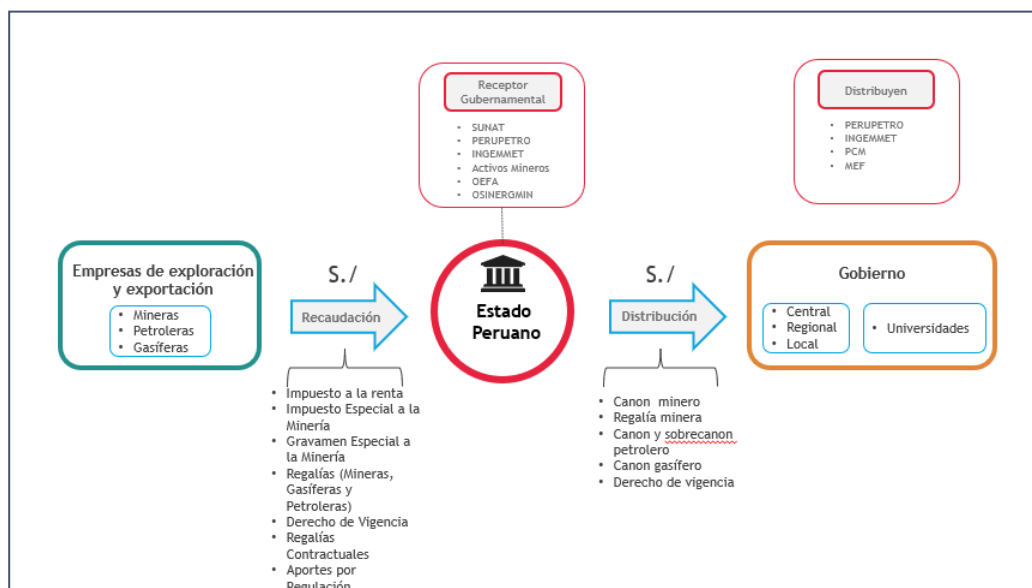 Receptor
Gubernamental
• SUNAT
• PERUPETRO
• INGEMMET
• Activos Mineros
• OEFA
• OSINERGMIN
Distribuyen
• PERUPETRO
• INGEMMET
• PCM
• MEF
Empresas de exploración
y exportación
• Mineras
• Petroleras
• Gasíferas
S./
Recaudación
Estado
Peruano
S./
Distribución
Gobierno
• Central
• Regional
• Local
• Universidades
• Impuesto a la renta
• Impuesto Especial a la
Minería
• Gravamen Especial a
la Minería
• Regalías (Mineras,
Gasíferas y
Petroleras)
• Derecho de Vigencia
• Regalías
Contractuales
• Aportes por
Regulación
• Canon minero
• Regalía minera
• Canon y sobrecanon
petrolero
• Canon gasífero
• Derecho de vigencia